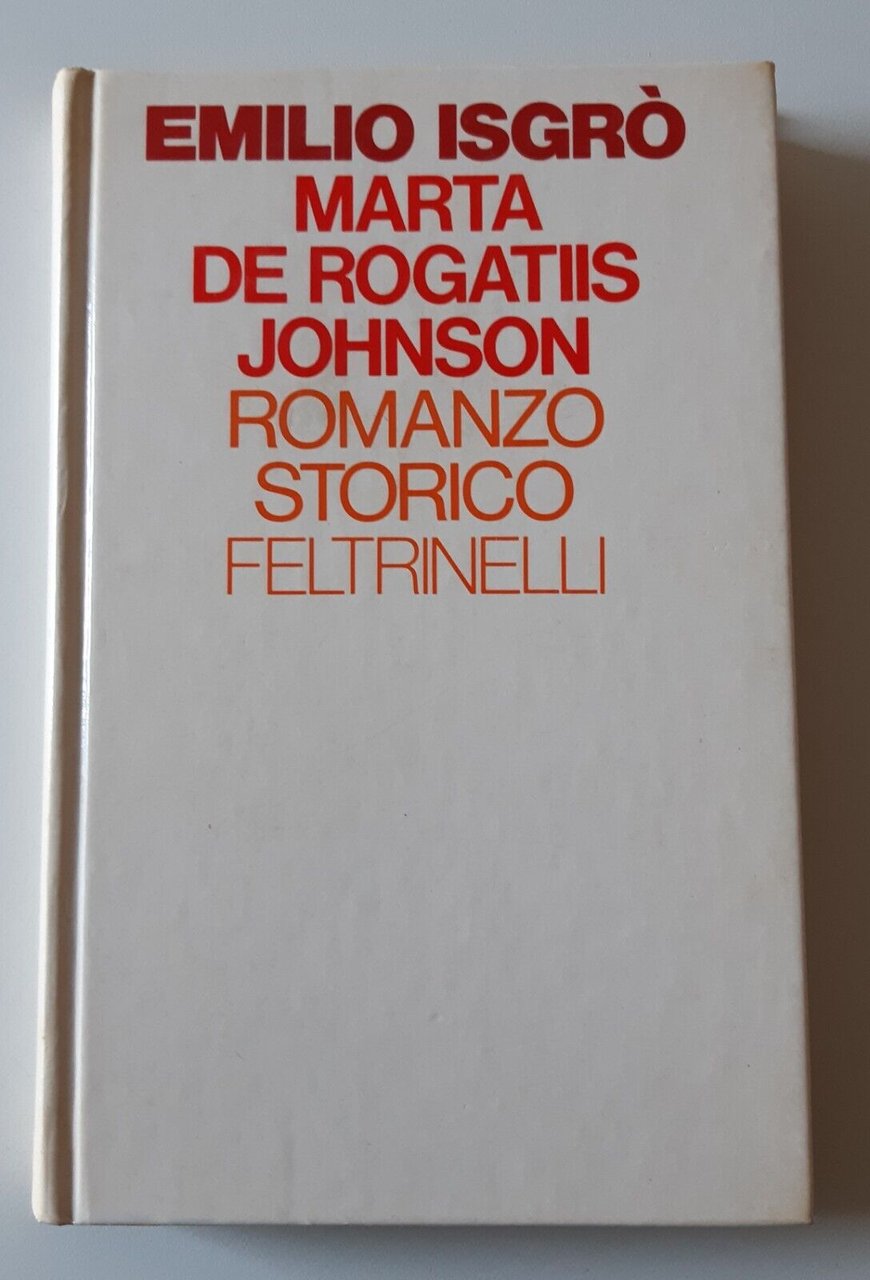 EMILIO ISGRÒ
MARTA
DE ROGATIIS
JOHNSON
ROMANZO
STORICO
FELTRINELLI